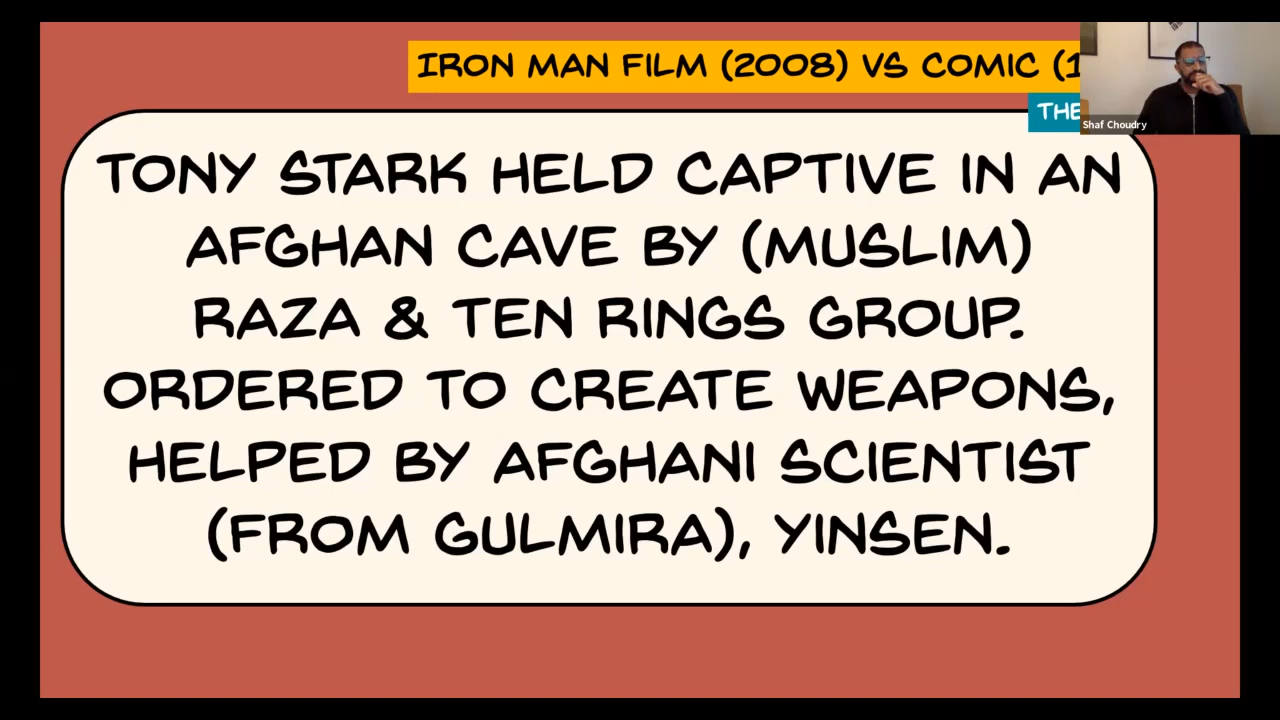 IRON MAN FILM (2008) VS COMIC (1
THE
Shaf Choudry
TONY STARK HELD CAPTIVE IN AN
AFGHAN CAVE BY (MUSLIM)
RAZA & TEN RINGS GROUP.
ORDERED TO CREATE WEAPONS,
HELPED BY AFGHANI SCIENTIST
(FROM GULMIRA), YINSEN.